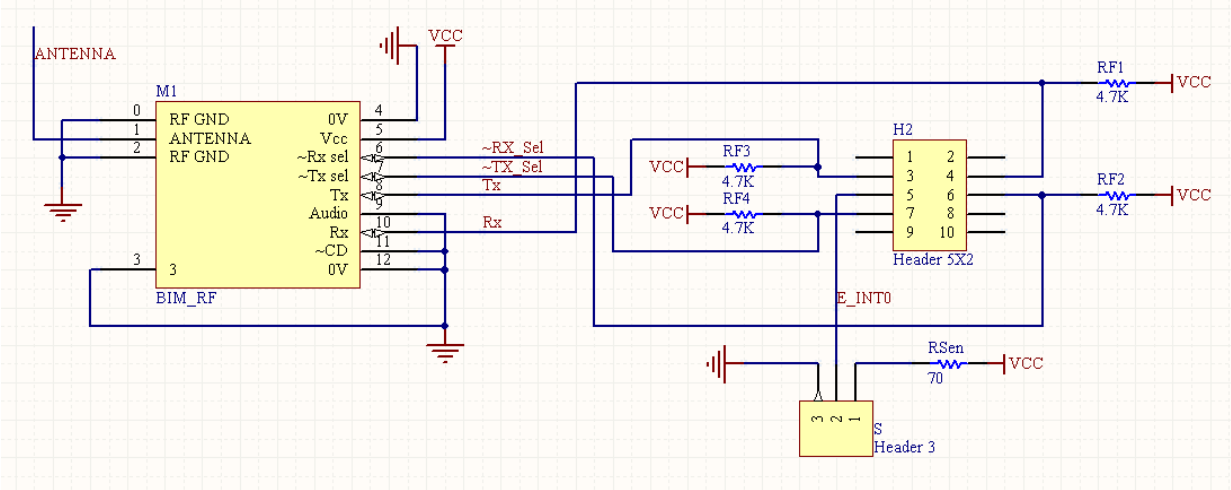 ANTENNA
M1
0
1
2
3
RF GND
ANTENNA
RF GND
3
0V
Vcc
~Rx sel
~Tx sel
Tx
Audio
Rx
~CD
0V
4
5
6
7
8
9
10
11
12
BIM_RF
VCC
~RX_Sel
~TX_Sel
Tx
Rx
VCC
RF3
4.7K
VCC
RF4
4.7K
H2
1 2
3 4
5 6
7 8
9 10
Header 5X2
RF1
4.7K
VCC
RF2
4.7K
VCC
E_INT0
RSen
70
VCC
3 2 1
S
Header 3